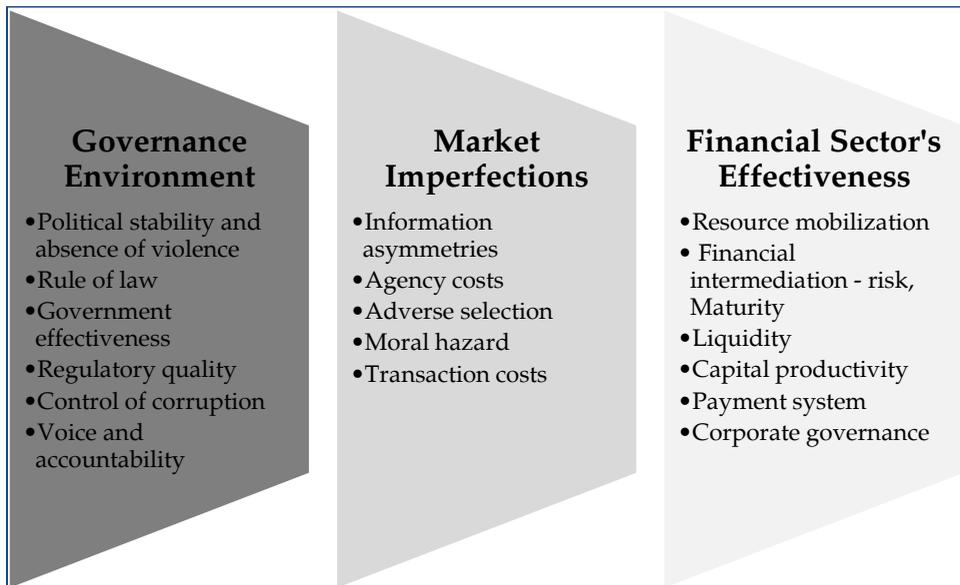 Governance
Environment
•Political stability and
absence of violence
•Rule of law
•Government
effectiveness
•Regulatory quality
•Control of corruption
•Voice and
accountability
Market
Imperfections
•Information
asymmetries
•Agency costs
•Adverse selection
•Moral hazard
•Transaction costs
Financial Sector's
Effectiveness
•Resource mobilization
• Financial
intermediation - risk,
Maturity
•Liquidity
•Capital productivity
•Payment system
•Corporate governance